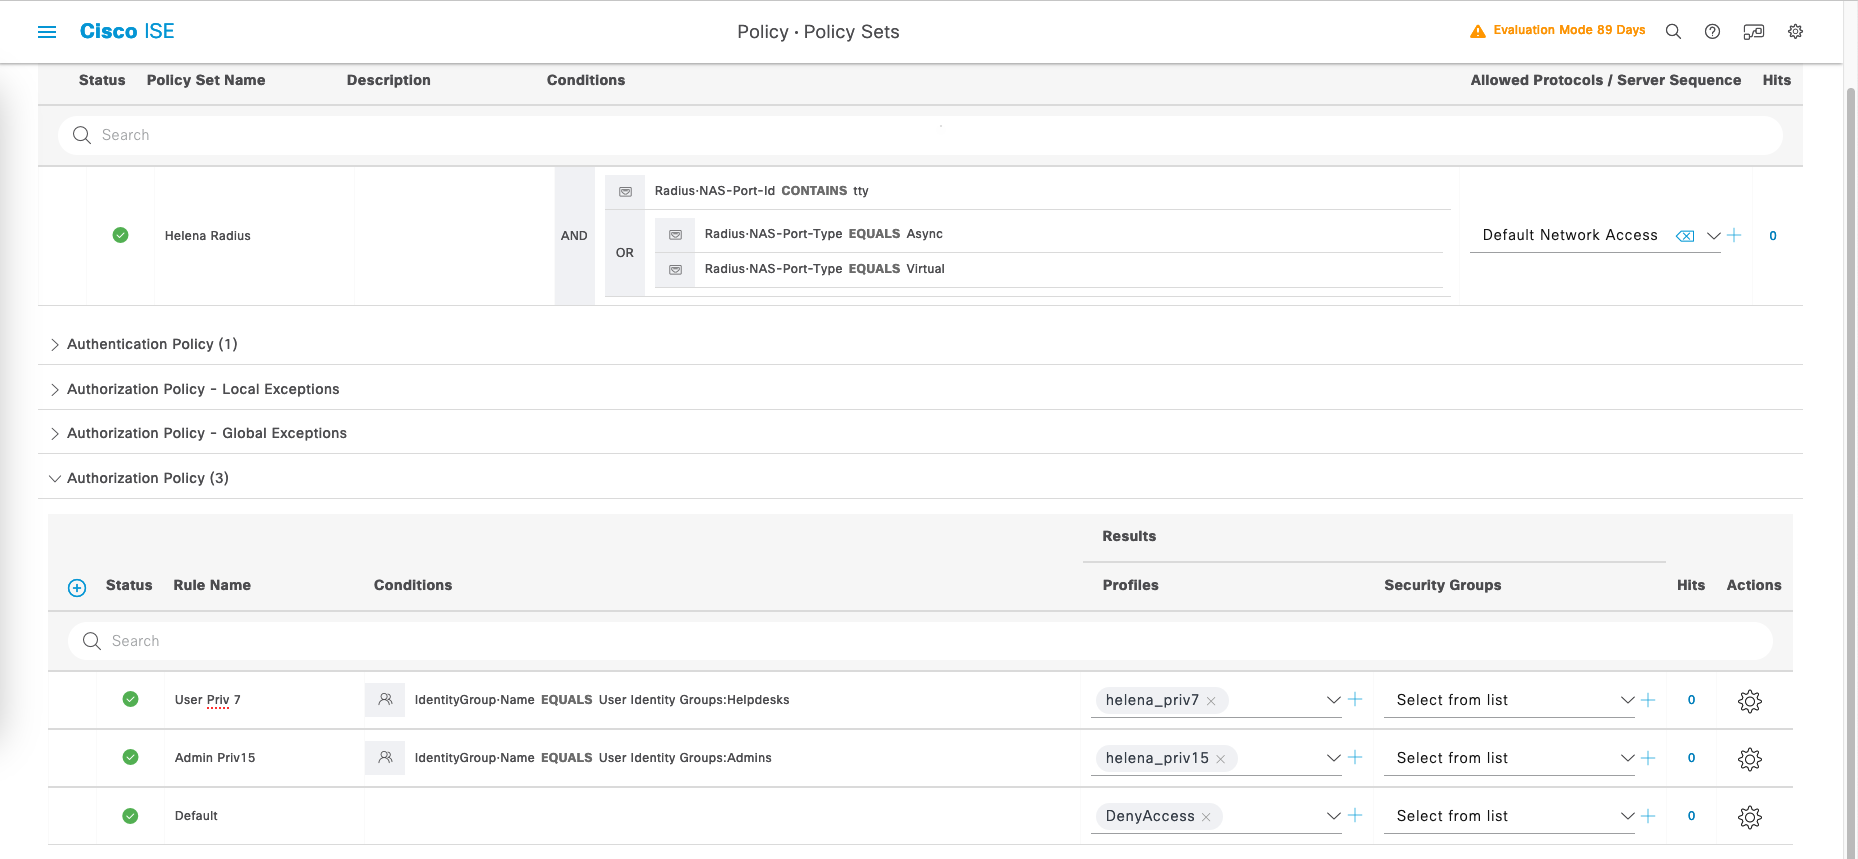 Cisco ISE
Policy · Policy Sets
Evaluation Mode 89 Days
Status Policy Set Name Description Conditions Allowed Protocols / Server Sequence Hits
Search
Radius·NAS-Port-Id CONTAINS tty
Helena Radius AND OR Radius·NAS-Port-Type EQUALS Async
Radius·NAS-Port-Type EQUALS Virtual
Default Network Access 0
Authentication Policy (1)
Authorization Policy - Local Exceptions
Authorization Policy - Global Exceptions
Authorization Policy (3)
Results
Status Rule Name Conditions Profiles Security Groups Hits Actions
Search
User Priv 7 IdentityGroup·Name EQUALS User Identity Groups:Helpdesks helena_priv7 Select from list 0
Admin Priv15 IdentityGroup·Name EQUALS User Identity Groups:Admins helena_priv15 Select from list 0
Default DenyAccess Select from list 0